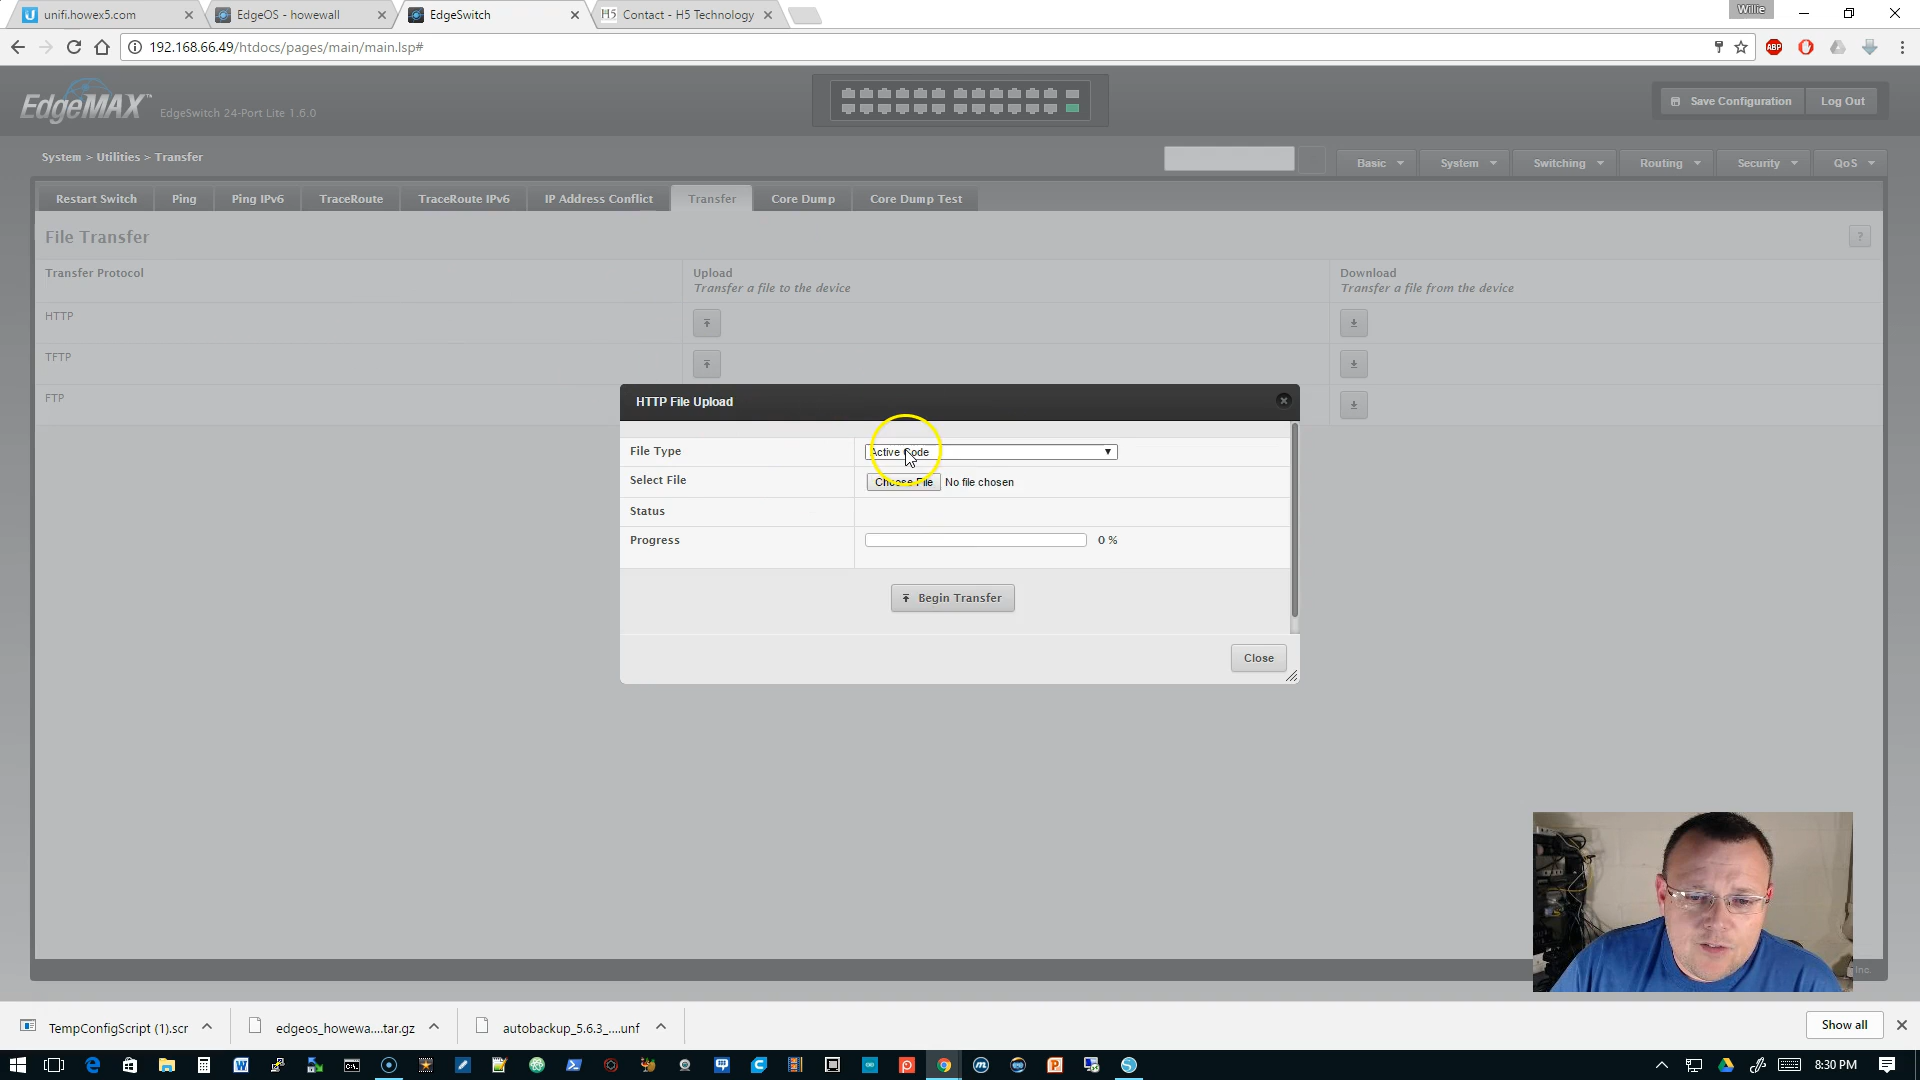 unifi.howex5.com
EdgeOS - howewall
EdgeSwitch
H5 Contact - H5 Technology
Willie
192.168.66.49/htdocs/pages/main/main.lsp#
ABP
EdgeMAX™
EdgeSwitch 24-Port Lite 1.6.0
Save Configuration
Log Out
System > Utilities > Transfer
Basic
System
Switching
Routing
Security
QoS
Restart Switch
Ping
Ping IPv6
TraceRoute
TraceRoute IPv6
IP Address Conflict
Transfer
Core Dump
Core Dump Test
File Transfer
?
Transfer Protocol
Upload
Transfer a file to the device
Download
Transfer a file from the device
HTTP
TFTP
FTP
HTTP File Upload
File Type
Active Code
Select File
Choose File No file chosen
Status
Progress
0 %
Begin Transfer
Close
Inc.
TempConfigScript (1).scr
edgeos_howewa....tar.gz
autobackup_5.6.3_....unf
Show all
8:30 PM